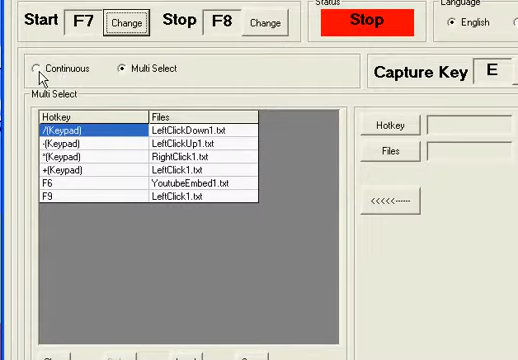 Status
Language
Start F7 Change Stop F8 Change Stop English
Continuous Multi Select
Capture Key E
Multi Select
Hotkey Files
/(Keypad) LeftClickDown1.txt
-(Keypad) LeftClickUp1.txt
*(Keypad) RightClick1.txt
+(Keypad) LeftClick1.txt
F6 YoutubeEmbed1.txt
F9 LeftClick1.txt
Hotkey
Files
<<<<<------